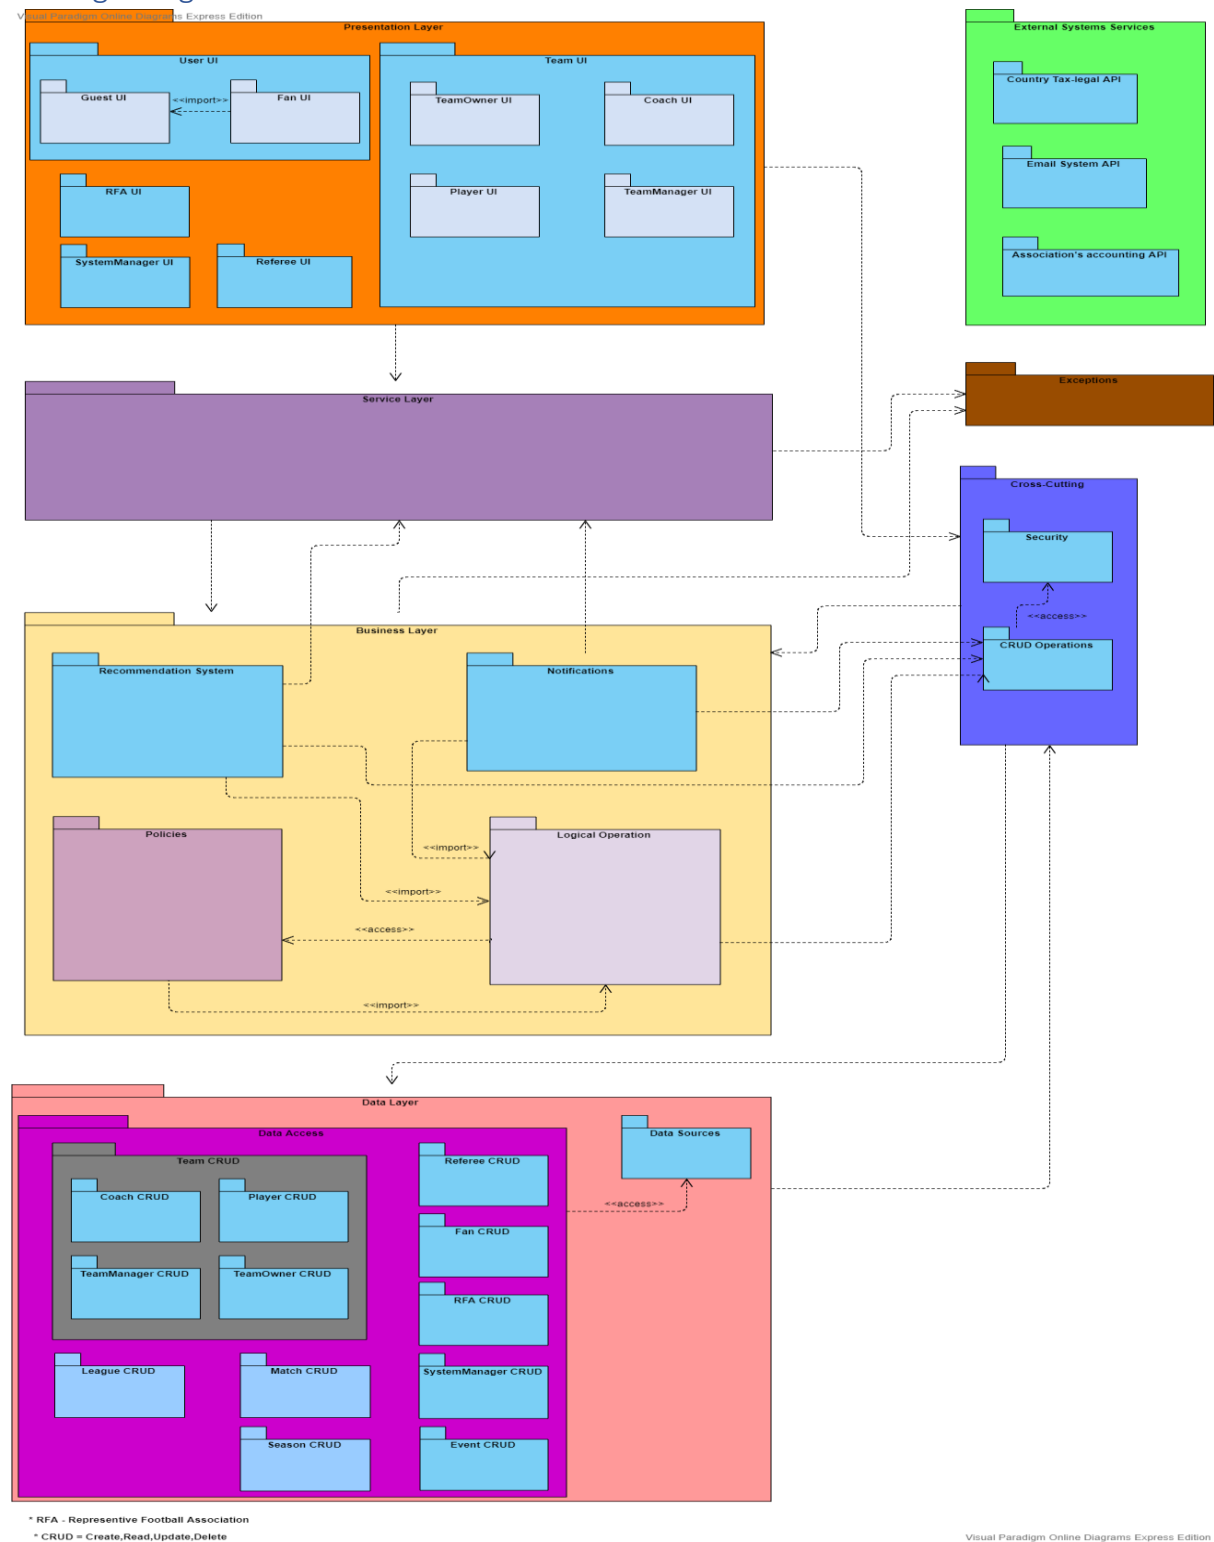 Visual Paradigm Online Diagrams Express Edition
Presentation Layer
User UI
Guest UI
<<import>>
Fan UI
Team UI
TeamOwner UI
Coach UI
Player UI
TeamManager UI
RFA UI
SystemManager UI
Referee UI
External Systems Services
Country Tax-legal API
Email System API
Association's accounting API
Exceptions
Service Layer
Cross-Cutting
Security
<<access>>
CRUD Operations
Business Layer
Recommendation System
Notifications
Policies
Logical Operation
<<import>>
<<import>>
<<access>>
<<import>>
Data Layer
Data Access
Data Sources
<<access>>
Team CRUD
Coach CRUD
Player CRUD
TeamManager CRUD
TeamOwner CRUD
Referee CRUD
Fan CRUD
RFA CRUD
League CRUD
Match CRUD
SystemManager CRUD
Season CRUD
Event CRUD
* RFA - Representive Football Association
* CRUD = Create,Read,Update,Delete
Visual Paradigm Online Diagrams Express Edition